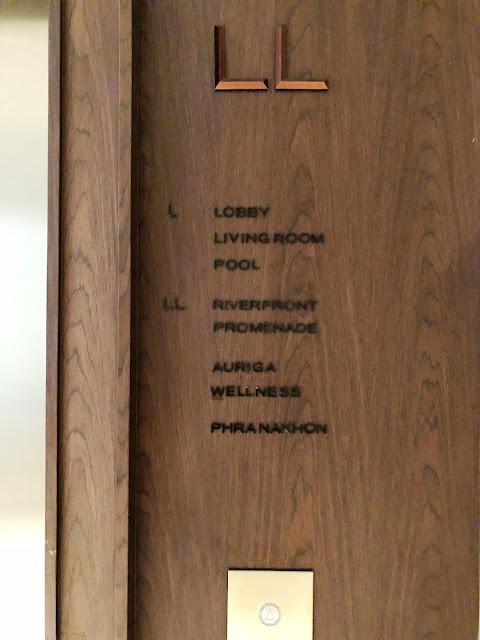 LL
L LOBBY
LIVING ROOM
POOL
LL RIVERFRONT
PROMENADE
AURIGA
WELLNESS
PHRA NAKHON